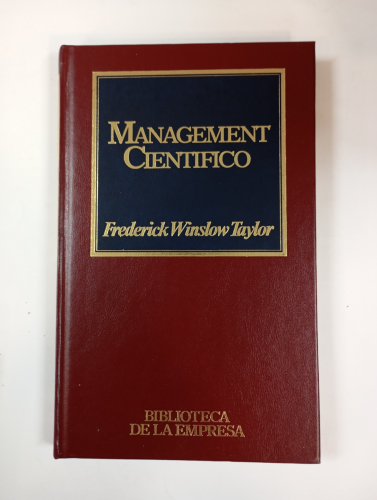 MANAGEMENT
CIENTIFICO
Frederick Winslow Taylor
BIBLIOTECA
DE LA EMPRESA